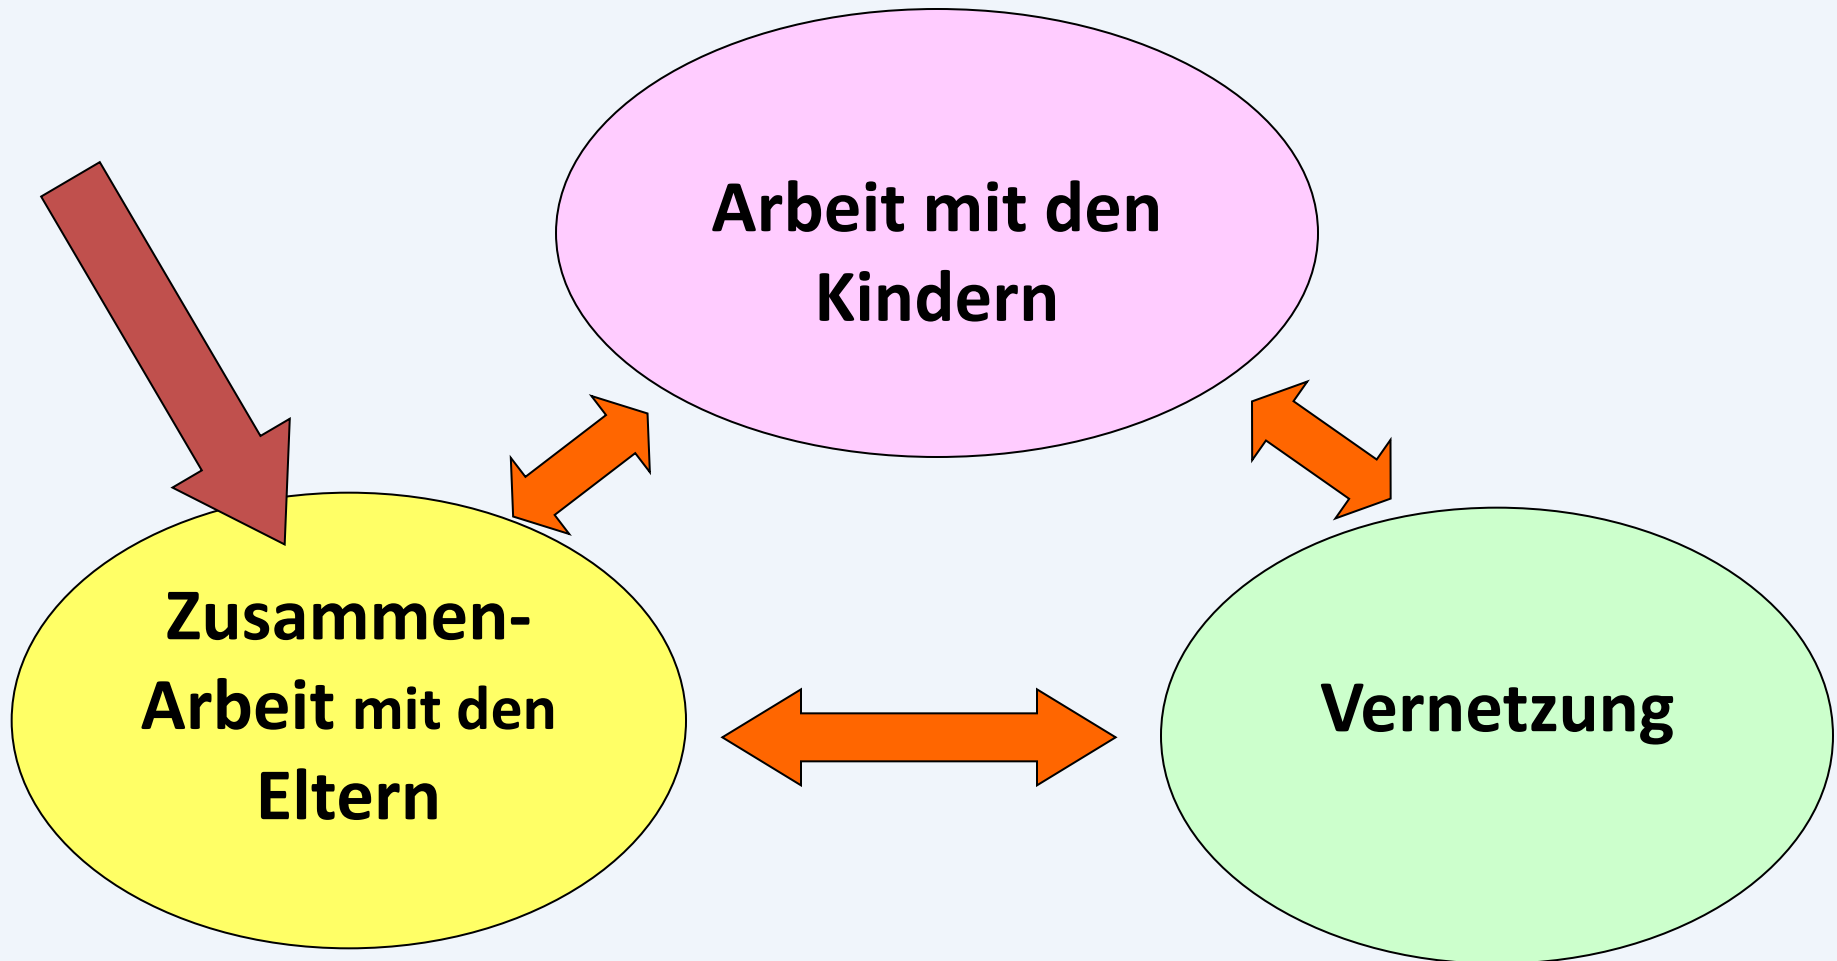 Arbeit mit den
Kindern
Zusammen-
Arbeit mit den
Eltern
Vernetzung